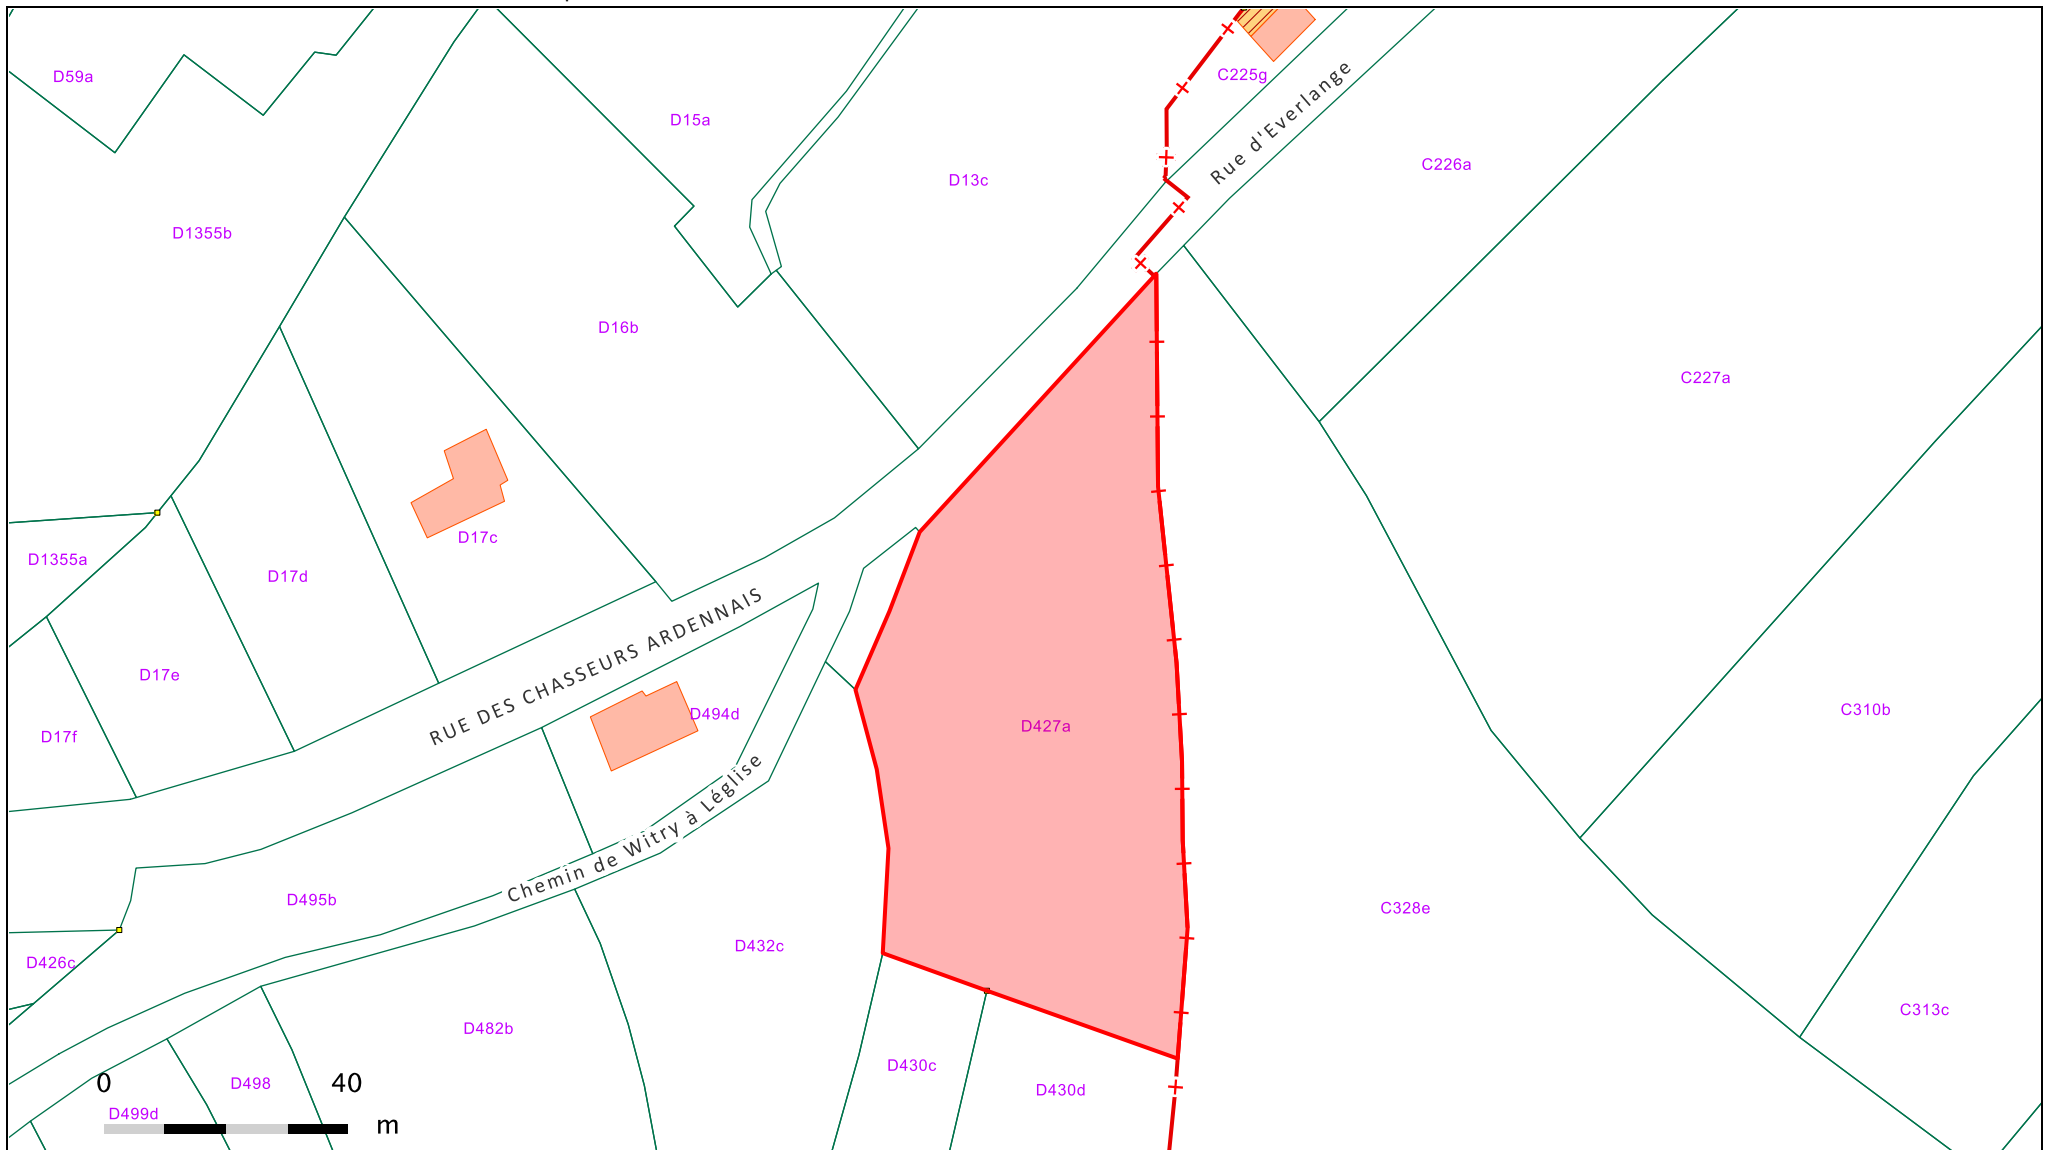 D59a
C225g
D15a
Rue d'Everlange
C226a
D13c
D1355b
D16b
C227a
D17c
D1355a
D17d
RUE DES CHASSEURS ARDENNAIS
D17e
C310b
D494d
D427a
D17f
Chemin de Witry à Léglise
D495b
C328e
D432c
D426c
C313c
D482b
D430c
D498
D430d
D499d
0 40
m